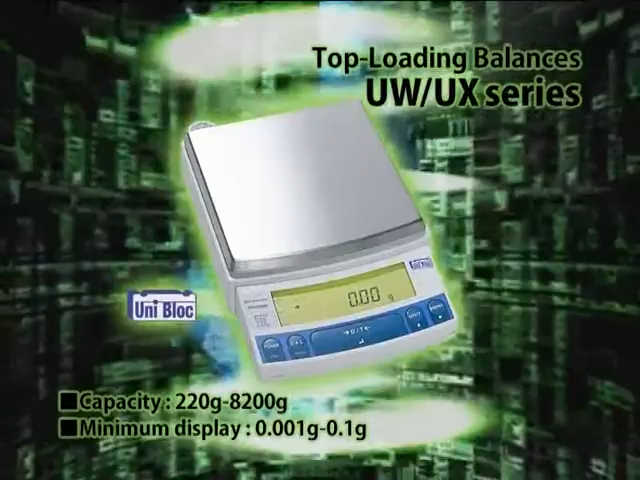 Top-Loading Balances
UW/UX series
Uni Bloc
0.00 g
■Capacity : 220g-8200g
■Minimum display : 0.001g-0.1g